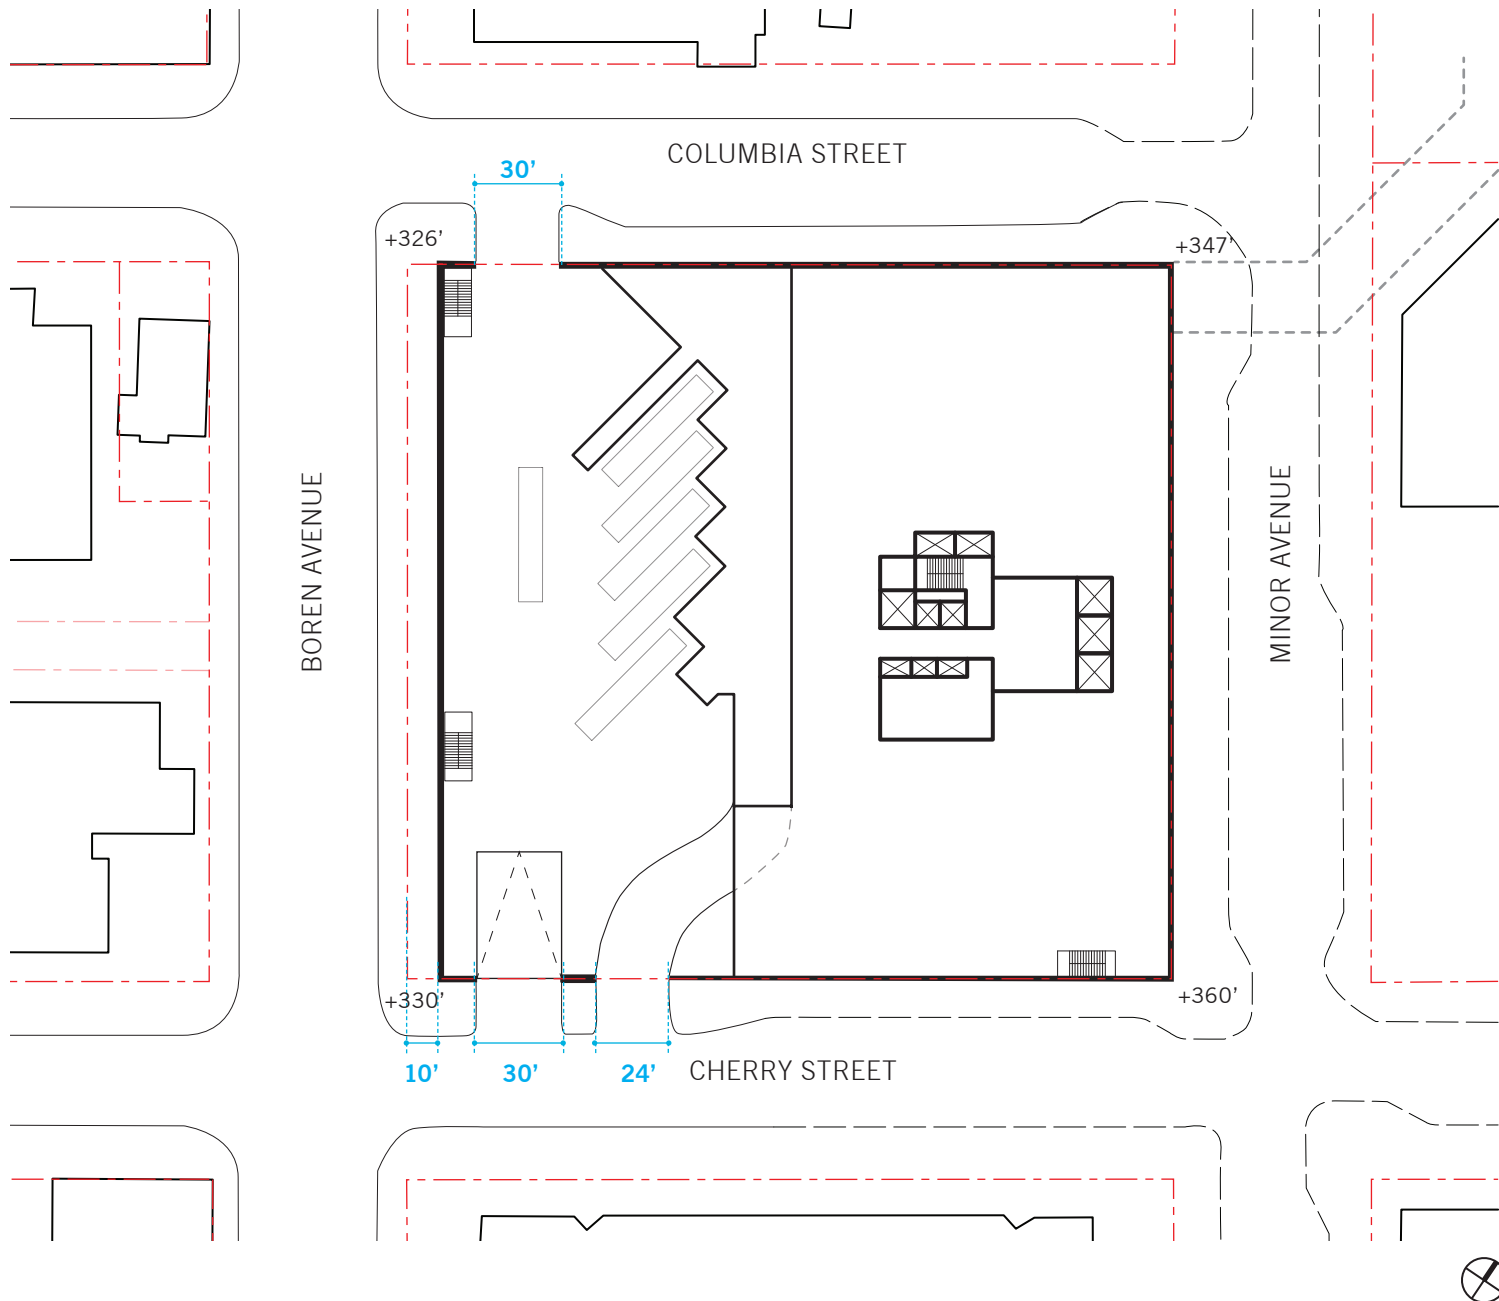 COLUMBIA STREET
30’
+326’
+347’
BOREN AVENUE
MINOR AVENUE
+330’
+360’
10’
30’
24’
CHERRY STREET